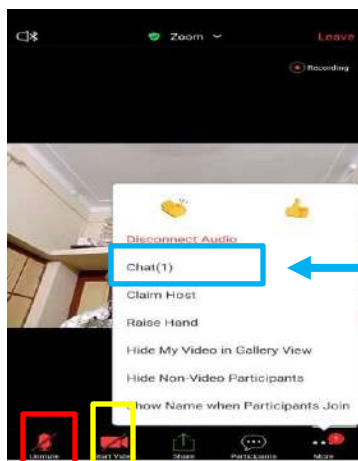 Zoom
Leave
Recording
Disconnect Audio
Chat(1)
Claim Host
Raise Hand
Hide My Video in Gallery View
Hide Non-Video Participants
Show Name when Participants Join
Unmute
Start Video
Share
Participants
More